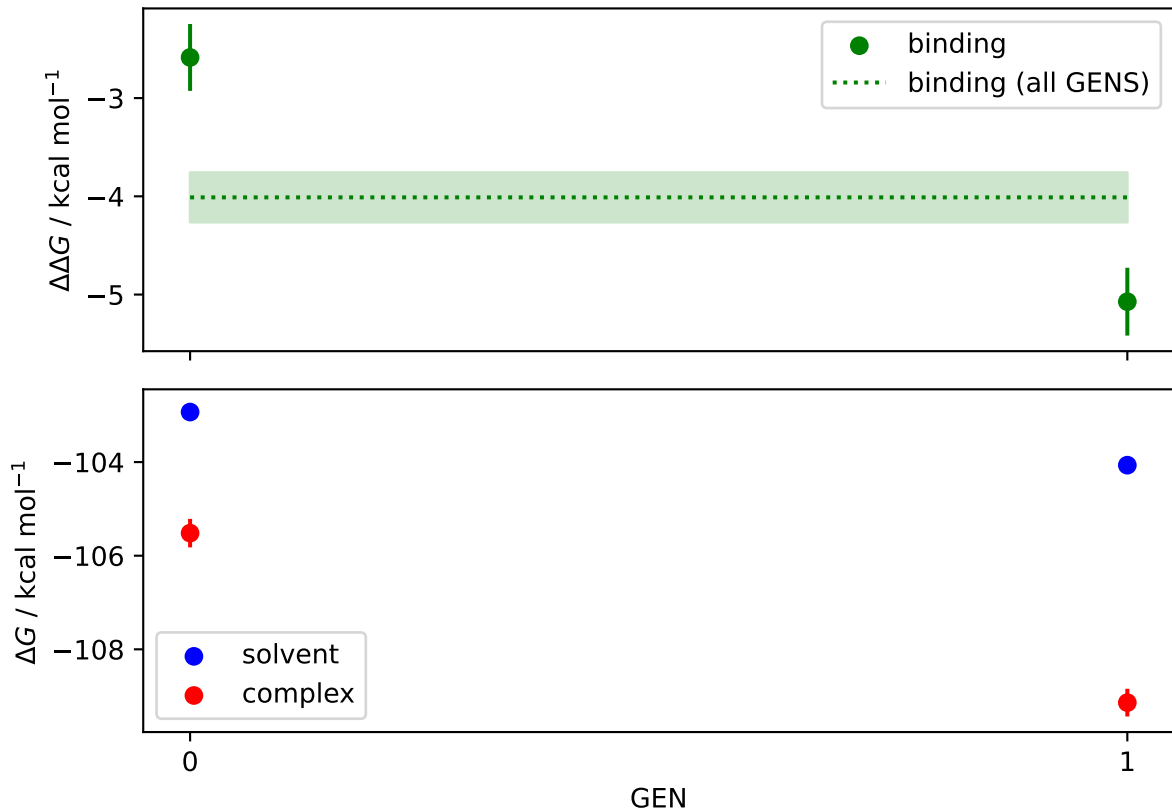 binding
binding (all GENS)
−3
−4
−5
ΔΔG / kcal mol⁻¹
−104
−106
−108
ΔG / kcal mol⁻¹
solvent
complex
0
1
GEN